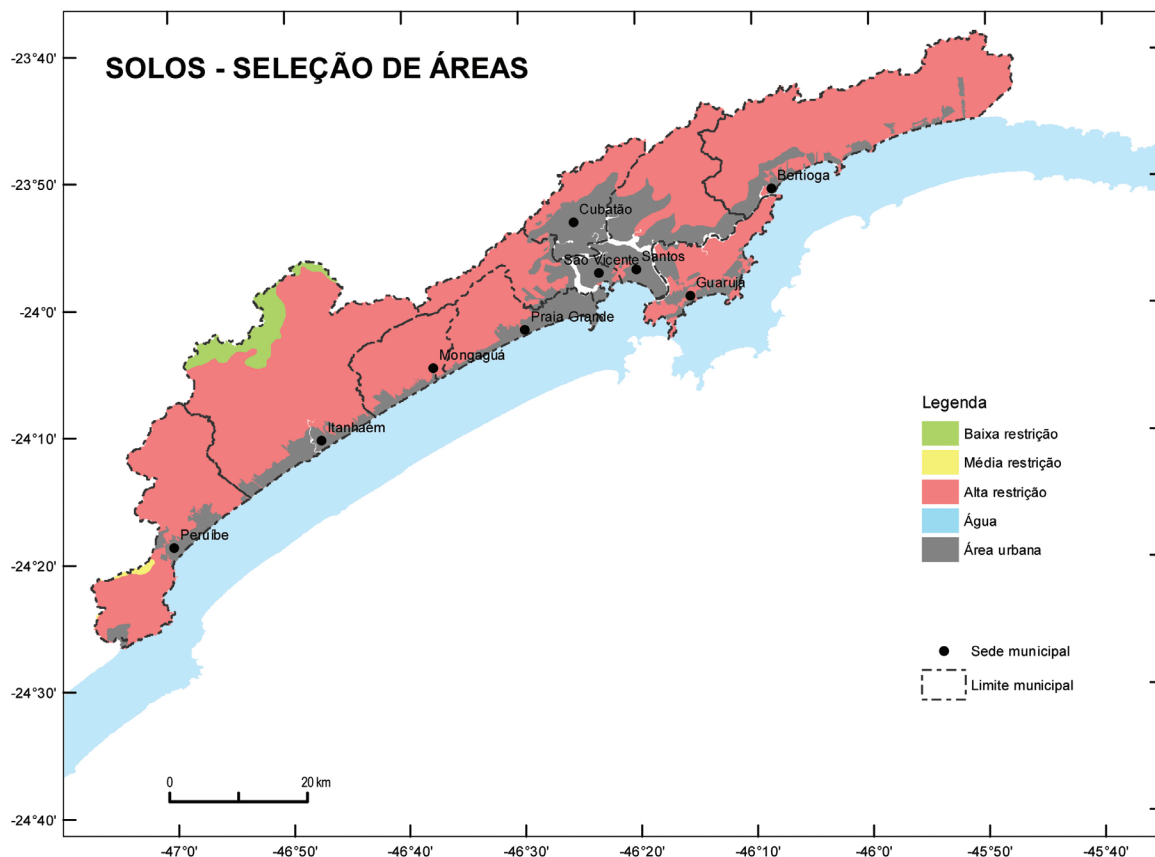 SOLOS - SELEÇÃO DE ÁREAS
-23°40'
-23°50'
-24°0'
-24°10'
-24°20'
-24°30'
-24°40'
Bertioga
Cubatão
São Vicente
Santos
Guarujá
Praia Grande
Mongaguá
Itanhaém
Peruíbe
Legenda
Baixa restrição
Média restrição
Alta restrição
Água
Área urbana
Sede municipal
Limite municipal
0 20 km
-47°0' -46°50' -46°40' -46°30' -46°20' -46°10' -46°0' -45°50' -45°40'